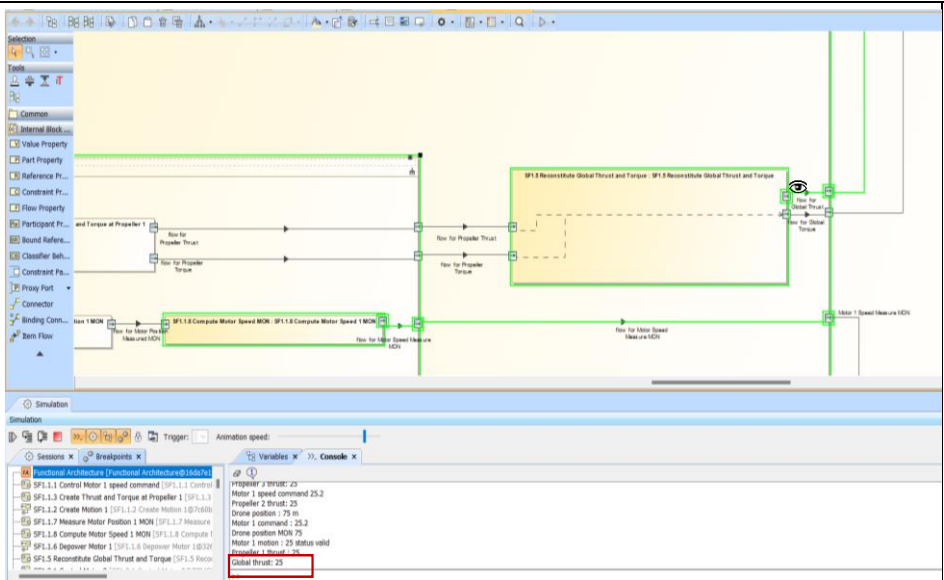 Selection
Tools
Common
Internal Block ...
Value Property
Part Property
Reference Pr...
Constraint Pr...
Flow Property
Participant Pr...
Bound Refere...
Classifier Beh...
Constraint Pa...
Proxy Port
Connector
Binding Conn...
Item Flow
SF1.5 Reconstitute Global Thrust and Torque : SF1.5 Reconstitute Global Thrust and Torque
flow for
Global Thrust
flow for Global
Torque
and Torque at Propeller 1
flow for
Propeller Thrust
flow for Propeller Thrust
flow for Propeller
Torque
flow for Propeller
Torque
tion 1 MON
flow for Motor Position
Measured MON
SF1.1.8 Compute Motor Speed MON : SF1.1.8 Compute Motor Speed 1 MON
flow for Motor Speed Measure
MON
flow for Motor Speed
Measure MON
Motor 1 Speed Measure MON
Simulation
Simulation
Trigger:
Animation speed:
Sessions
Breakpoints
Variables
Console
Functional Architecture [Functional Architecture@16da7e1
SF1.1.1 Control Motor 1 speed command [SF1.1.1 Control
SF1.1.3 Create Thrust and Torque at Propeller 1 [SF1.1.3
SF1.1.2 Create Motion 1 [SF1.1.2 Create Motion 1@7c60b
SF1.1.7 Measure Motor Position 1 MON [SF1.1.7 Measure
SF1.1.8 Compute Motor Speed 1 MON [SF1.1.8 Compute
SF1.1.6 Depower Motor 1 [SF1.1.6 Depower Motor 1@32f
SF1.5 Reconstitute Global Thrust and Torque [SF1.5 Reco
Propeller 3 thrust: 25
Motor 1 speed command 25.2
Propeller 2 thrust: 25
Drone position : 75 m
Motor 1 command : 25.2
Drone position MON 75
Motor 1 motion : 25 status valid
Propeller 1 thrust : 25
Global thrust: 25